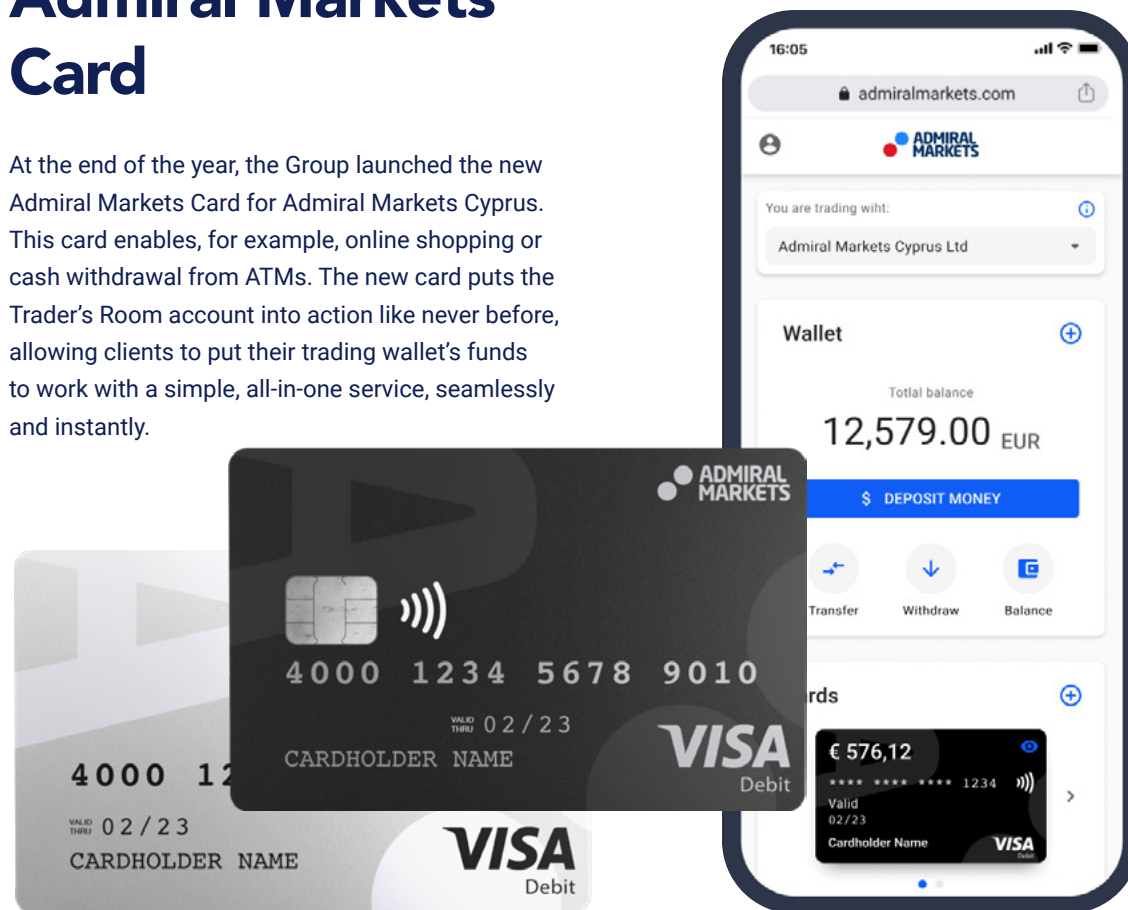 Admiral Markets
Card
At the end of the year, the Group launched the new
Admiral Markets Card for Admiral Markets Cyprus.
This card enables, for example, online shopping or
cash withdrawal from ATMs. The new card puts the
Trader’s Room account into action like never before,
allowing clients to put their trading wallet’s funds
to work with a simple, all-in-one service, seamlessly
and instantly.
ADMIRAL
MARKETS
4000 1234 5678 9010
VALID
THRU 02/23
CARDHOLDER NAME
VISA
Debit
4000 12
VALID
THRU 02/23
CARDHOLDER NAME
VISA
Debit
16:05
admiralmarkets.com
ADMIRAL
MARKETS
You are trading wiht:
Admiral Markets Cyprus Ltd
Wallet
Totlal balance
12,579.00 EUR
$ DEPOSIT MONEY
Transfer Withdraw Balance
rds
€ 576,12
**** **** **** 1234
Valid
02/23
Cardholder Name
VISA
Debit